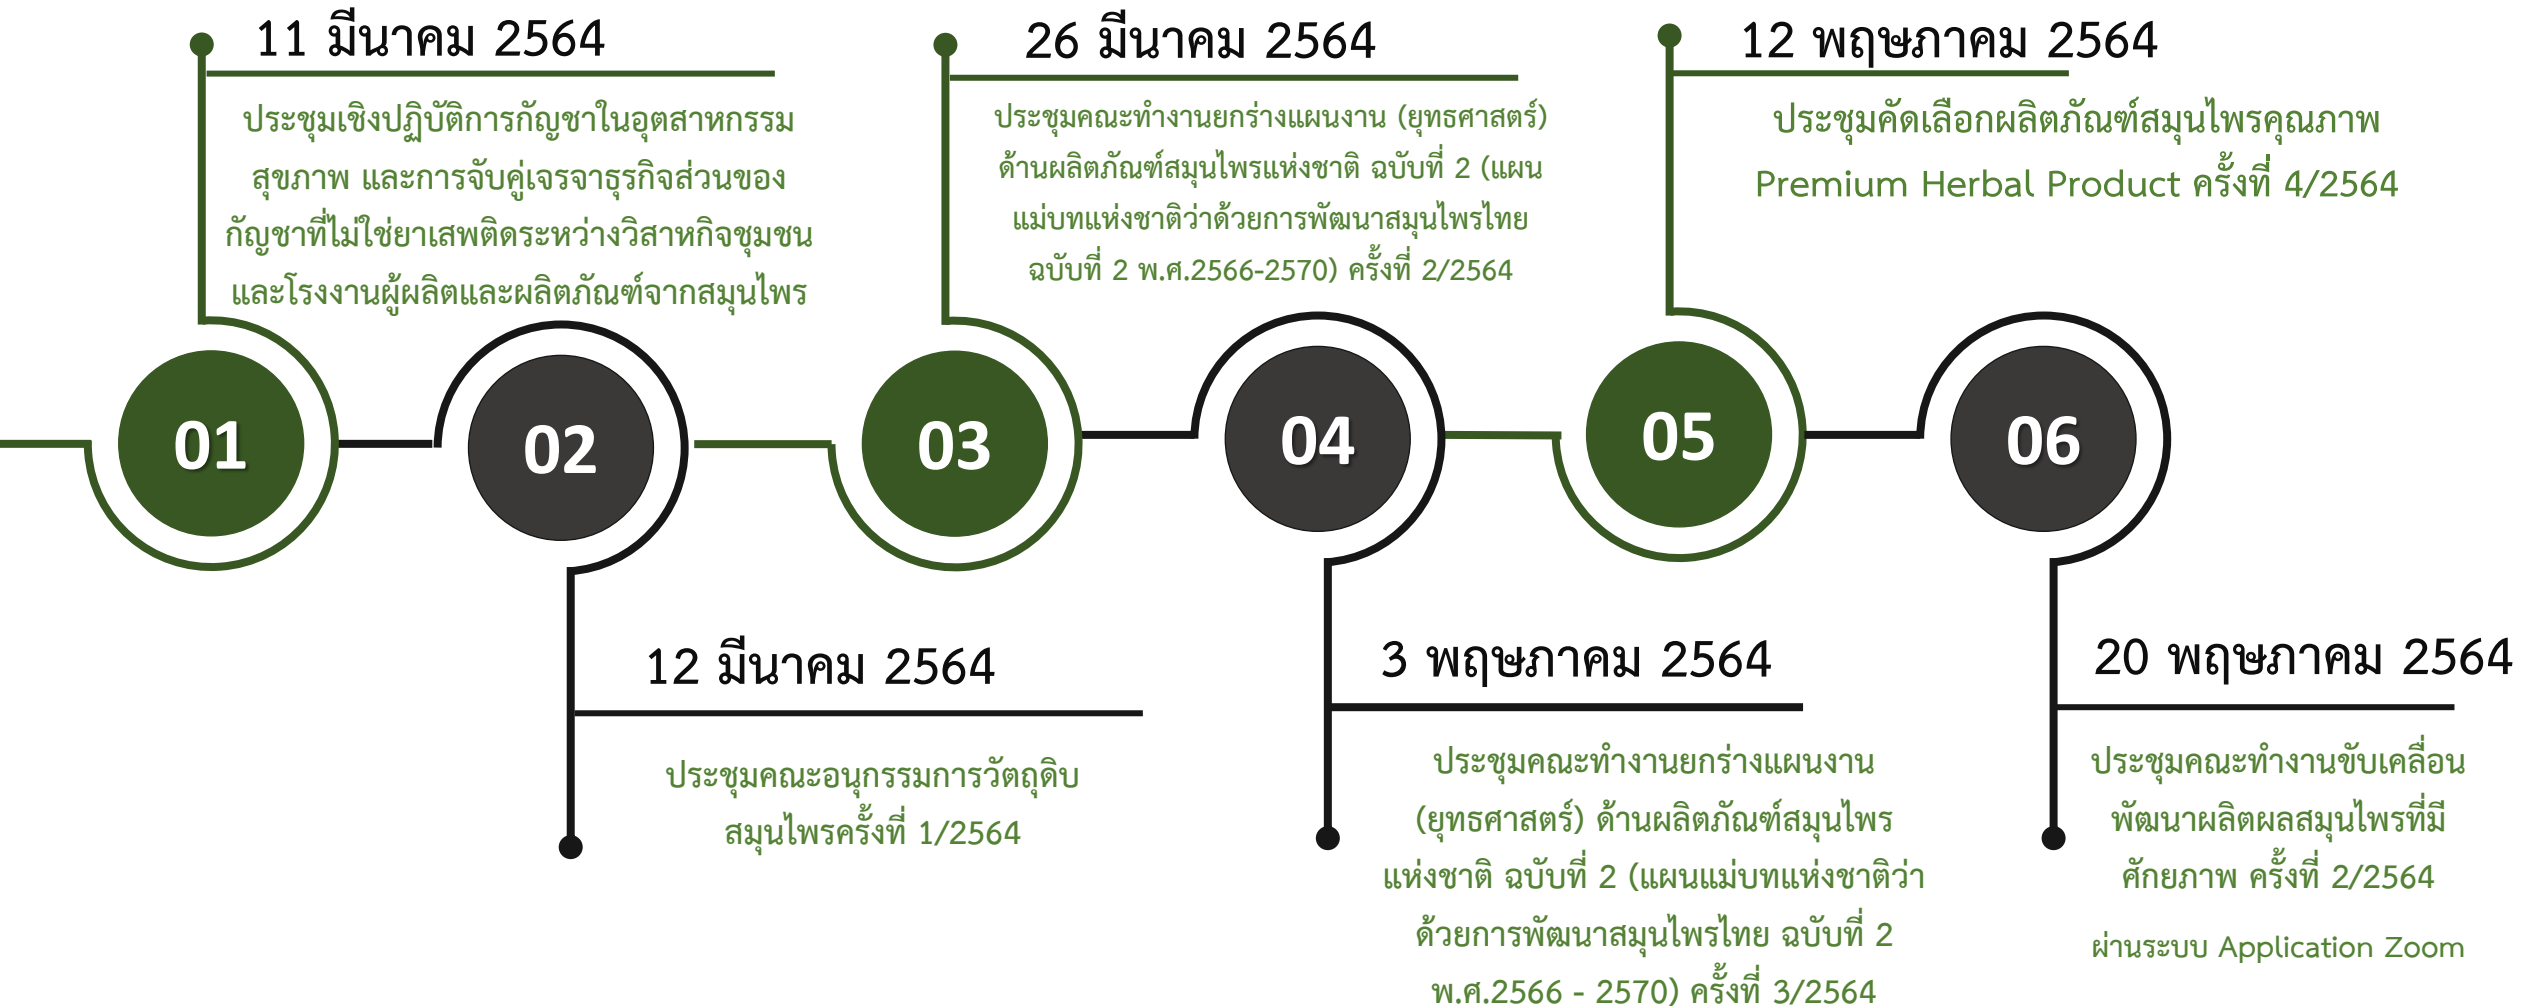 11 มีนาคม 2564
ประชุมเชิงปฏิบัติการกัญชาในอุตสาหกรรม
สุขภาพ และการจับคู่เจรจาธุรกิจส่วนของ
กัญชาที่ไม่ใช่ยาเสพติดระหว่างวิสาหกิจชุมชน
และโรงงานผู้ผลิตและผลิตภัณฑ์จากสมุนไพร
26 มีนาคม 2564
ประชุมคณะทำงานยกร่างแผนงาน (ยุทธศาสตร์)
ด้านผลิตภัณฑ์สมุนไพรแห่งชาติ ฉบับที่ 2 (แผน
แม่บทแห่งชาติว่าด้วยการพัฒนาสมุนไพรไทย
ฉบับที่ 2 พ.ศ.2566-2570) ครั้งที่ 2/2564
12 พฤษภาคม 2564
ประชุมคัดเลือกผลิตภัณฑ์สมุนไพรคุณภาพ
Premium Herbal Product ครั้งที่ 4/2564
01
02
03
04
05
06
12 มีนาคม 2564
ประชุมคณะอนุกรรมการวัตถุดิบ
สมุนไพรครั้งที่ 1/2564
3 พฤษภาคม 2564
ประชุมคณะทำงานยกร่างแผนงาน
(ยุทธศาสตร์) ด้านผลิตภัณฑ์สมุนไพร
แห่งชาติ ฉบับที่ 2 (แผนแม่บทแห่งชาติว่า
ด้วยการพัฒนาสมุนไพรไทย ฉบับที่ 2
พ.ศ.2566 - 2570) ครั้งที่ 3/2564
20 พฤษภาคม 2564
ประชุมคณะทำงานขับเคลื่อน
พัฒนาผลิตผลสมุนไพรที่มี
ศักยภาพ ครั้งที่ 2/2564
ผ่านระบบ Application Zoom